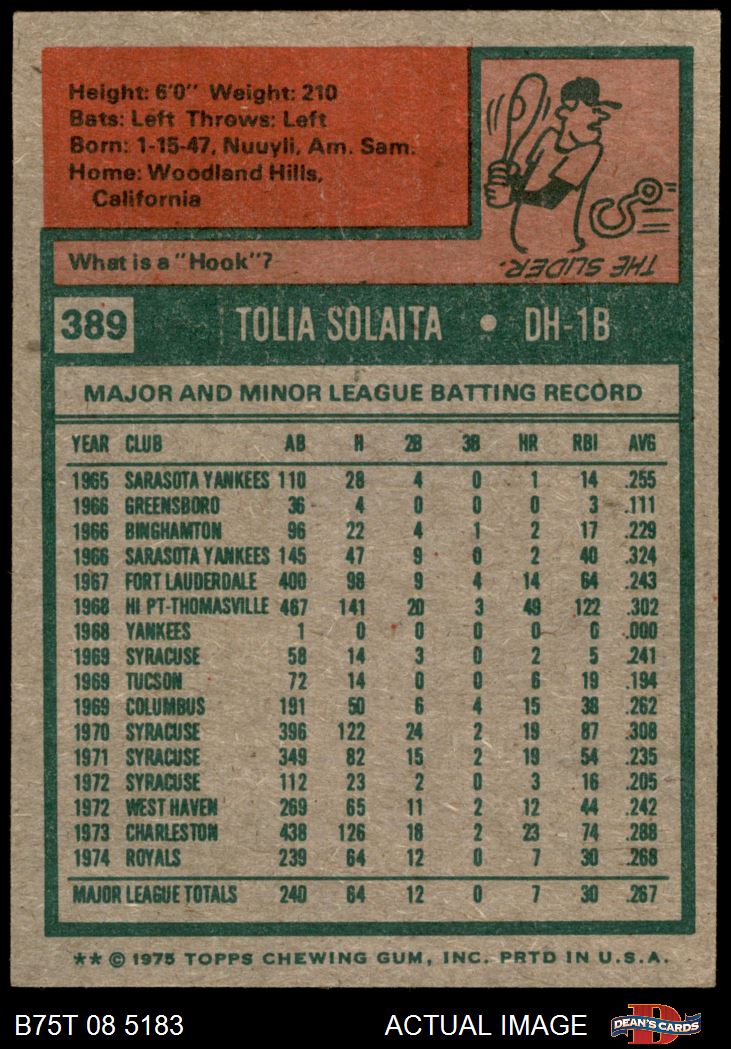 Height: 6'0" Weight: 210
Bats: Left Throws: Left
Born: 1-15-47, Nuuyli, Am. Sam.
Home: Woodland Hills,
California
What is a "Hook"?
THE SLIDER.
389 TOLIA SOLAITA • DH-1B
MAJOR AND MINOR LEAGUE BATTING RECORD
YEAR CLUB AB H 2B 3B HR RBI AVG
1965 SARASOTA YANKEES 110 28 4 0 1 14 .255
1966 GREENSBORO 36 4 0 0 0 3 .111
1966 BINGHAMTON 96 22 4 1 2 17 .229
1966 SARASOTA YANKEES 145 47 9 0 2 40 .324
1967 FORT LAUDERDALE 400 98 9 4 14 64 .243
1968 HI PT-THOMASVILLE 467 141 20 3 49 122 .302
1968 YANKEES 1 0 0 0 0 0 .000
1969 SYRACUSE 58 14 3 0 2 5 .241
1969 TUCSON 72 14 0 0 6 19 .194
1969 COLUMBUS 191 50 6 4 15 38 .262
1970 SYRACUSE 396 122 24 2 19 87 .308
1971 SYRACUSE 349 82 15 2 19 54 .235
1972 SYRACUSE 112 23 2 0 3 16 .205
1972 WEST HAVEN 269 65 11 2 12 44 .242
1973 CHARLESTON 438 126 18 2 23 74 .288
1974 ROYALS 239 64 12 0 7 30 .268
MAJOR LEAGUE TOTALS 240 64 12 0 7 30 .267
** © 1975 TOPPS CHEWING GUM, INC. PRTD IN U.S.A.
B75T 08 5183 ACTUAL IMAGE D DEAN'S CARDS